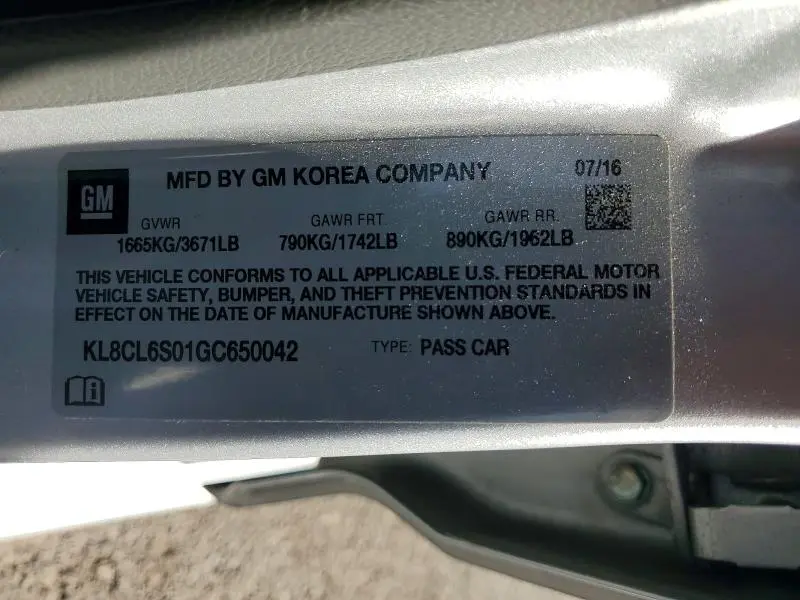 GM
MFD BY GM KOREA COMPANY 07/16
GVWR GAWR FRT. GAWR RR.
1665KG/3671LB 790KG/1742LB 890KG/1962LB
THIS VEHICLE CONFORMS TO ALL APPLICABLE U.S. FEDERAL MOTOR
VEHICLE SAFETY, BUMPER, AND THEFT PREVENTION STANDARDS IN
EFFECT ON THE DATE OF MANUFACTURE SHOWN ABOVE.
KL8CL6S01GC650042 TYPE: PASS CAR